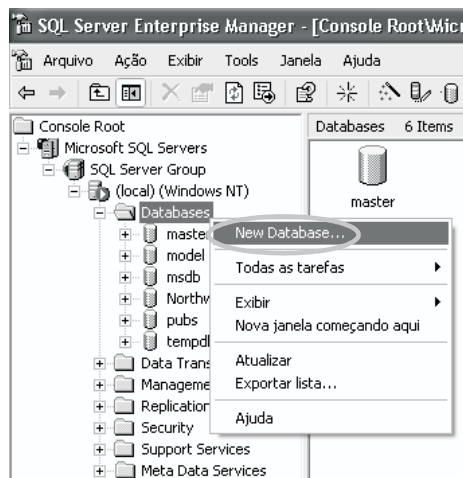 SQL Server Enterprise Manager - [Console Root\Micr
Arquivo Ação Exibir Tools Janela Ajuda
Console Root
Microsoft SQL Servers
SQL Server Group
(local) (Windows NT)
Databases
master
model
msdb
Northw
pubs
tempdb
Data Trans
Manageme
Replication
Security
Support Services
Meta Data Services
Databases 6 Items
master
New Database...
Todas as tarefas
Exibir
Nova janela começando aqui
Atualizar
Exportar lista...
Ajuda